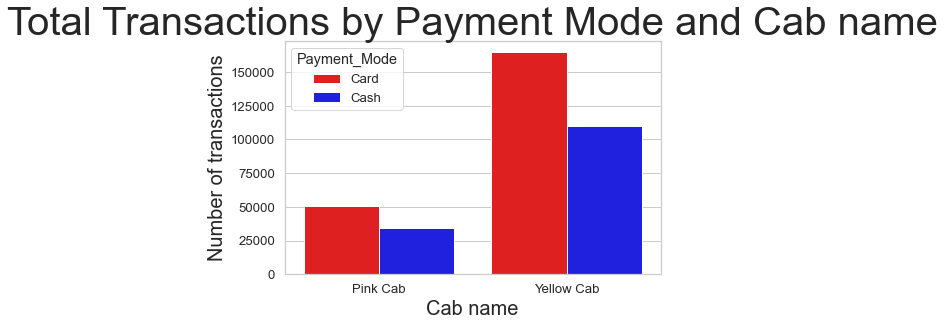 Total Transactions by Payment Mode and Cab name
Payment_Mode
Card
Cash
Number of transactions
150000
125000
100000
75000
50000
25000
0
Pink Cab
Yellow Cab
Cab name